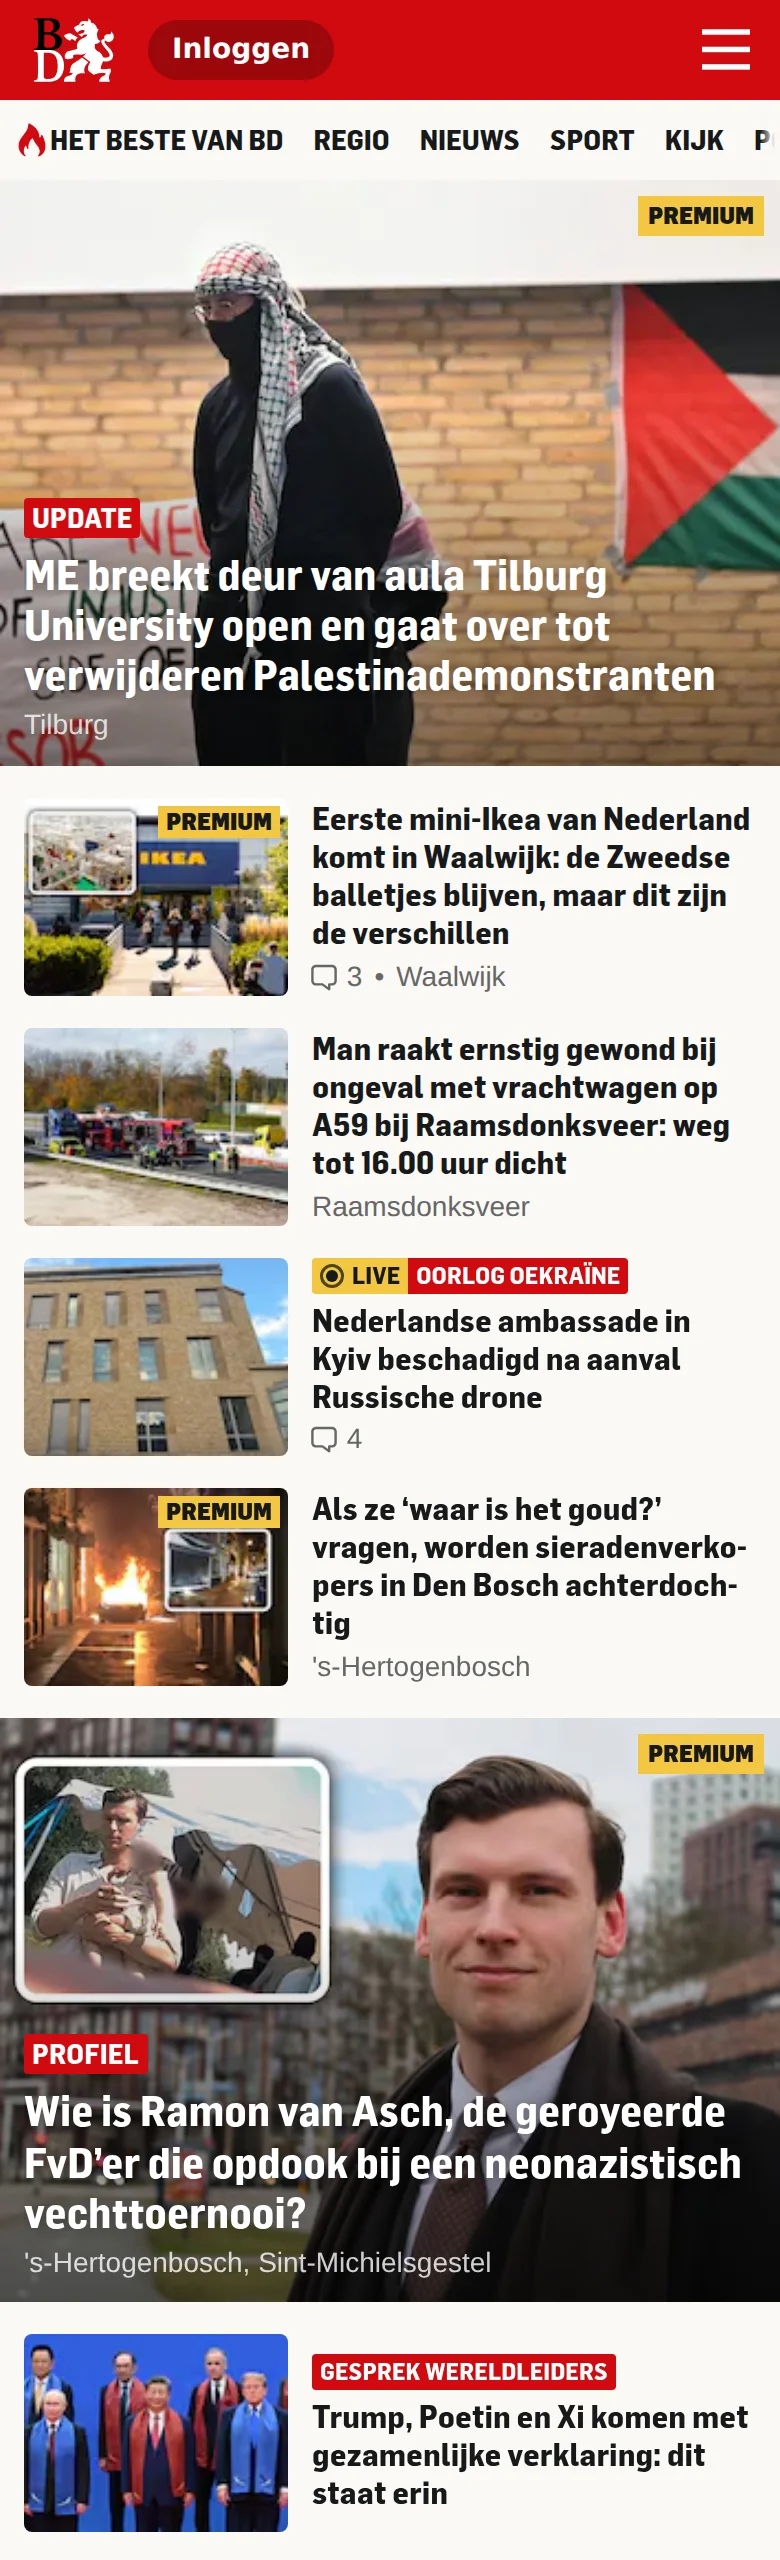 BD
Inloggen
HET BESTE VAN BD REGIO NIEUWS SPORT KIJK
PREMIUM
UPDATE
ME breekt deur van aula Tilburg
University open en gaat over tot
verwijderen Palestinademonstranten
Tilburg
PREMIUM
IKEA
Eerste mini-Ikea van Nederland
komt in Waalwijk: de Zweedse
balletjes blijven, maar dit zijn
de verschillen
3 • Waalwijk
Man raakt ernstig gewond bij
ongeval met vrachtwagen op
A59 bij Raamsdonksveer: weg
tot 16.00 uur dicht
Raamsdonksveer
LIVE OORLOG OEKRAÏNE
Nederlandse ambassade in
Kyiv beschadigd na aanval
Russische drone
4
PREMIUM
Als ze ‘waar is het goud?’
vragen, worden sieradenverko-
pers in Den Bosch achterdoch-
tig
's-Hertogenbosch
PREMIUM
PROFIEL
Wie is Ramon van Asch, de geroyeerde
FvD’er die opdook bij een neonazistisch
vechttoernooi?
's-Hertogenbosch, Sint-Michielsgestel
GESPREK WERELDLEIDERS
Trump, Poetin en Xi komen met
gezamenlijke verklaring: dit
staat erin